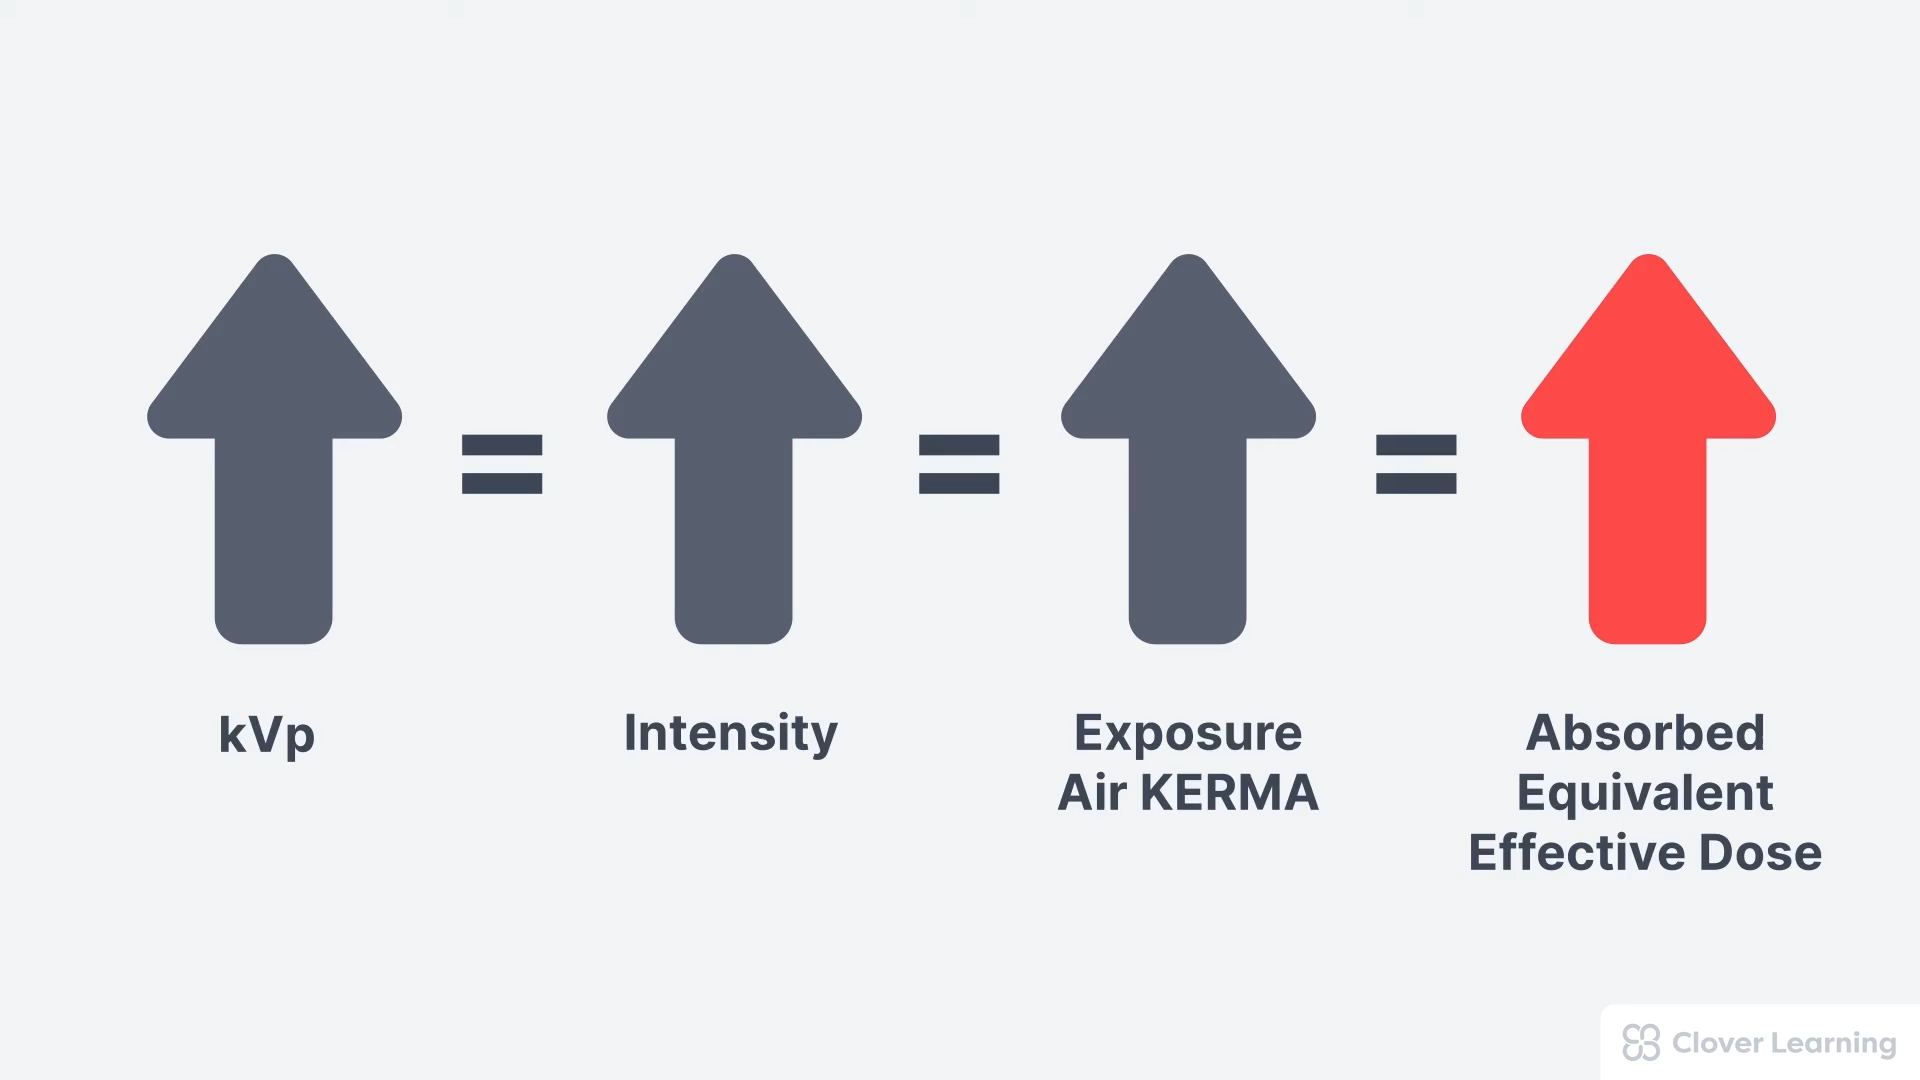 kVp
=
Intensity
=
Exposure
Air KERMA
=
Absorbed
Equivalent
Effective Dose
Clover Learning